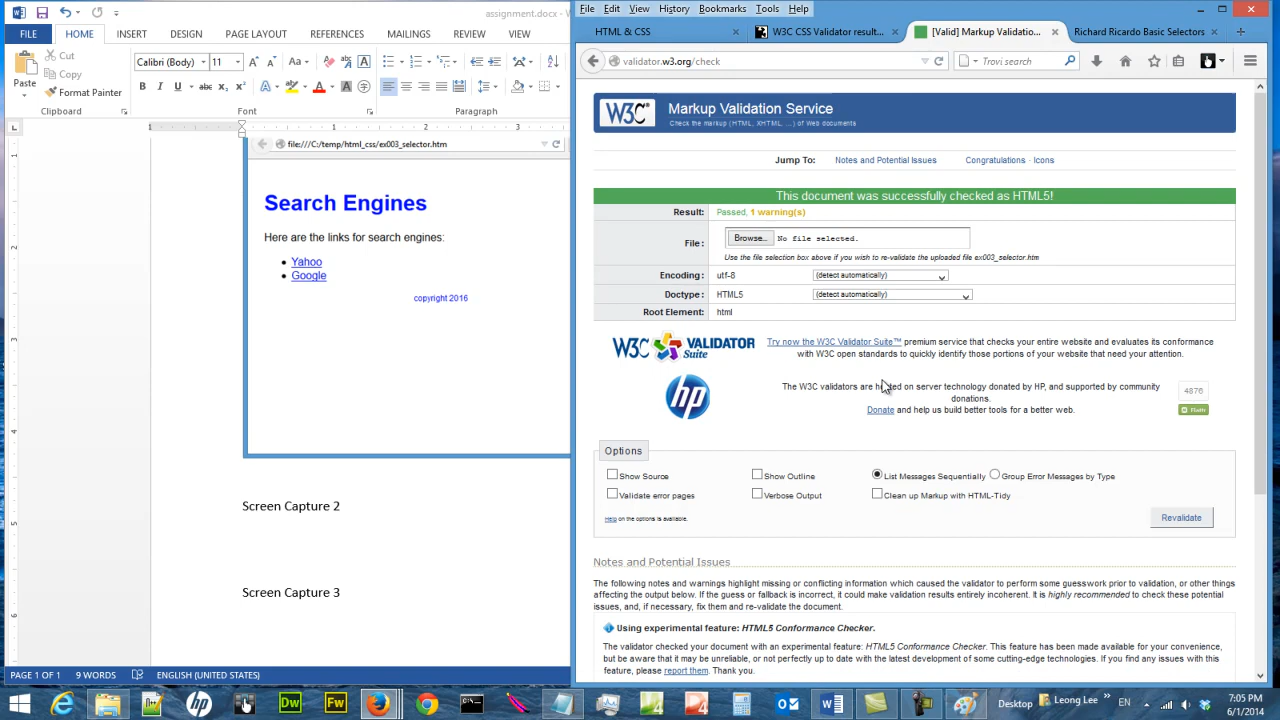 assignment.docx
FILE HOME INSERT DESIGN PAGE LAYOUT REFERENCES MAILINGS REVIEW VIEW
Paste
Cut
Copy
Format Painter
Calibri (Body) 11
Clipboard Font Paragraph
file:///C:/temp/html_css/ex003_selector.htm
Search Engines
Here are the links for search engines:
Yahoo
Google
copyright 2016
Screen Capture 2
Screen Capture 3
PAGE 1 OF 1 9 WORDS ENGLISH (UNITED STATES)
File Edit View History Bookmarks Tools Help
HTML & CSS
W3C CSS Validator result...
[Valid] Markup Validatio...
Richard Ricardo Basic Selectors
validator.w3.org/check
Trovi.search
W3C
Markup Validation Service
Check the markup (HTML, XHTML, ...) of Web documents
Jump To: Notes and Potential Issues Congratulations · Icons
This document was successfully checked as HTML5!
Result: Passed, 1 warning(s)
File: Browse... No file selected.
Use the file selection box above if you wish to re-validate the uploaded file ex003_selector.htm
Encoding: utf-8 (detect automatically)
Doctype: HTML5 (detect automatically)
Root Element: html
W3C VALIDATOR Suite
Try now the W3C Validator Suite™ premium service that checks your entire website and evaluates its conformance
with W3C open standards to quickly identify those portions of your website that need your attention.
hp
The W3C validators are hosted on server technology donated by HP, and supported by community
donations.
Donate and help us build better tools for a better web.
4876
Flattr
Options
Show Source Show Outline List Messages Sequentially Group Error Messages by Type
Validate error pages Verbose Output Clean up Markup with HTML-Tidy
Help on the options is available.
Revalidate
Notes and Potential Issues
The following notes and warnings highlight missing or conflicting information which caused the validator to perform some guesswork prior to validation, or other things
affecting the output below. If the guess or fallback is incorrect, it could make validation results entirely incoherent. It is highly recommended to check these potential
issues, and, if necessary, fix them and re-validate the document.
Using experimental feature: HTML5 Conformance Checker.
The validator checked your document with an experimental feature: HTML5 Conformance Checker. This feature has been made available for your convenience,
but be aware that it may be unreliable, or not perfectly up to date with the latest development of some cutting-edge technologies. If you find any issues with this
feature, please report them. Thank you.
Desktop
Leong Lee
EN
7:05 PM
6/1/2014